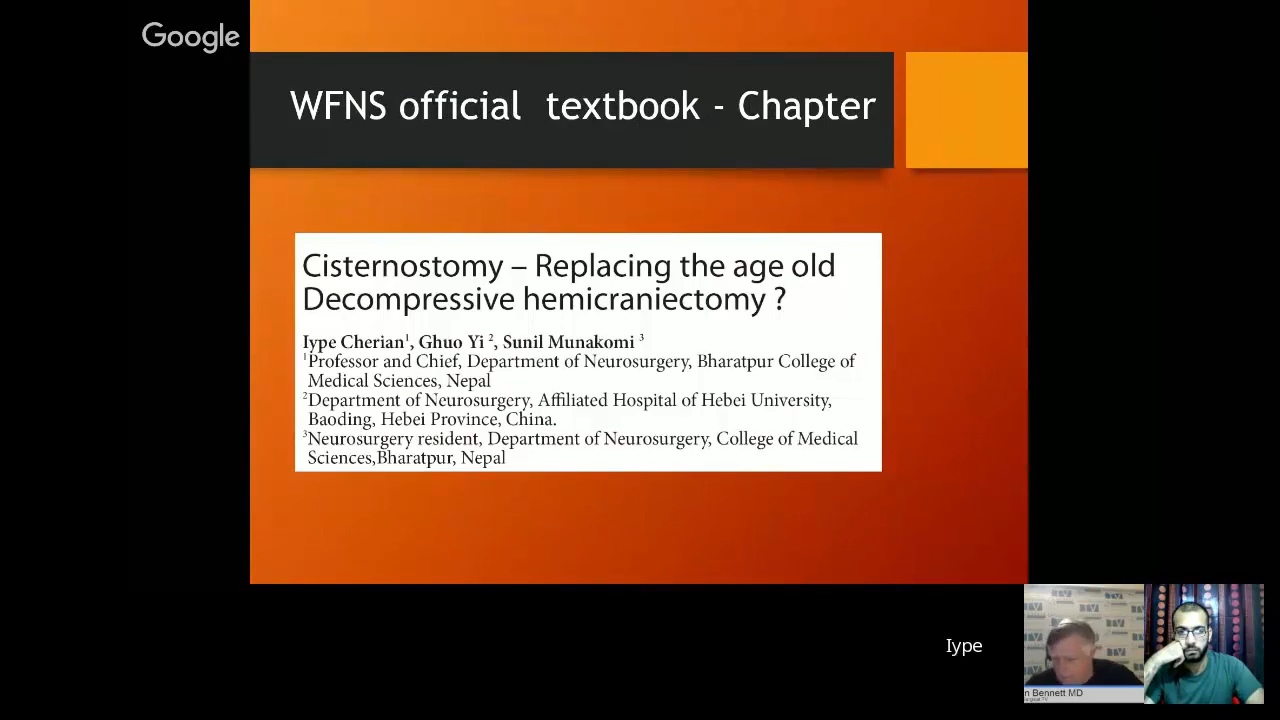 Google
WFNS official textbook - Chapter
Cisternostomy – Replacing the age old
Decompressive hemicraniectomy ?
Iype Cherian1, Ghuo Yi 2, Sunil Munakomi 3
1Professor and Chief, Department of Neurosurgery, Bharatpur College of
Medical Sciences, Nepal
2Department of Neurosurgery, Affiliated Hospital of Hebei University,
Baoding, Hebei Province, China.
3Neurosurgery resident, Department of Neurosurgery, College of Medical
Sciences,Bharatpur, Nepal
Iype
n Bennett MD